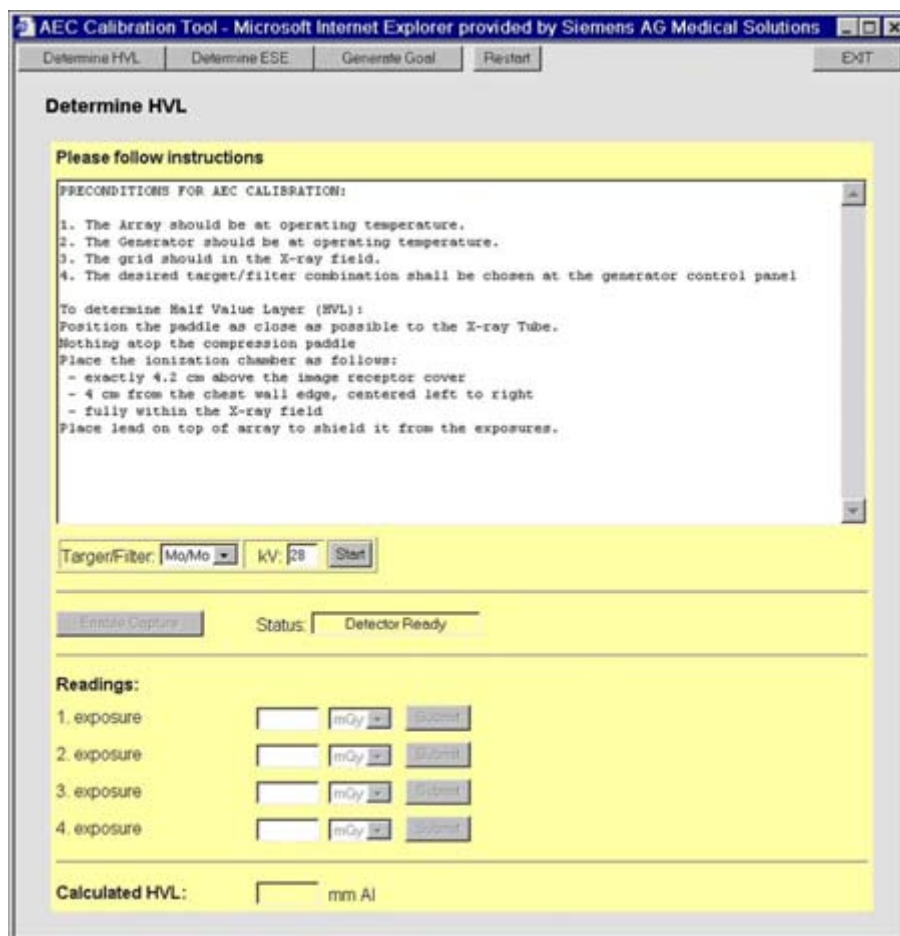 AEC Calibration Tool - Microsoft Internet Explorer provided by Siemens AG Medical Solutions
Determine HVL Determine ESE Generate Goal Restart EXIT
Determine HVL
Please follow instructions
PRECONDITIONS FOR AEC CALIBRATION:
1. The Array should be at operating temperature.
2. The Generator should be at operating temperature.
3. The grid should in the X-ray field.
4. The desired target/filter combination shall be chosen at the generator control panel
To determine Half Value Layer (HVL):
Position the paddle as close as possible to the X-ray Tube.
Nothing atop the compression paddle
Place the ionization chamber as follows:
- exactly 4.2 cm above the image receptor cover
- 4 cm from the chest wall edge, centered left to right
- fully within the X-ray field
Place lead on top of array to shield it from the exposures.
Targer/Filter: Mo/Mo kV: 28 Start
Enable Capture Status: Detector Ready
Readings:
1. exposure mGy Submit
2. exposure mGy Submit
3. exposure mGy Submit
4. exposure mGy Submit
Calculated HVL: mm Al